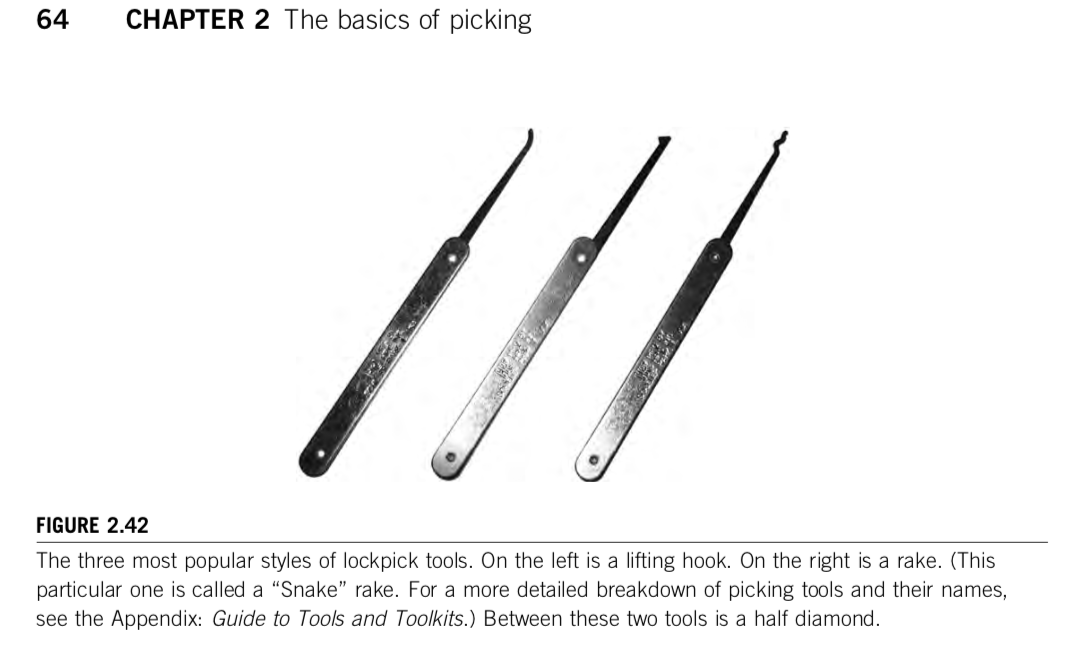 64 CHAPTER 2 The basics of picking
FIGURE 2.42
The three most popular styles of lockpick tools. On the left is a lifting hook. On the right is a rake. (This
particular one is called a “Snake” rake. For a more detailed breakdown of picking tools and their names,
see the Appendix: Guide to Tools and Toolkits.) Between these two tools is a half diamond.